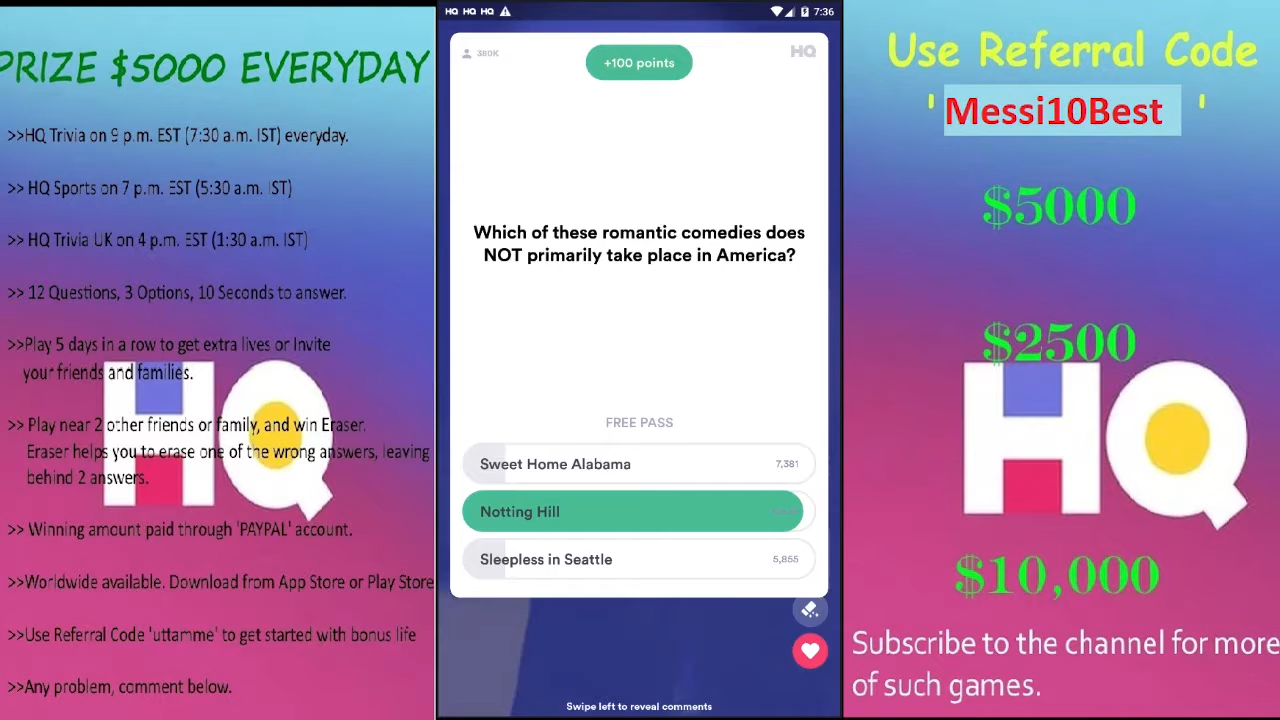 PRIZE $5000 EVERYDAY
>>HQ Trivia on 9 p.m. EST (7:30 a.m. IST) everyday.
>> HQ Sports on 7 p.m. EST (5:30 a.m. IST)
>> HQ Trivia UK on 4 p.m. EST (1:30 a.m. IST)
>> 12 Questions, 3 Options, 10 Seconds to answer.
>>Play 5 days in a row to get extra lives or Invite
your friends and families.
>> Play near 2 other friends or family, and win Eraser.
Eraser helps you to erase one of the wrong answers, leaving
behind 2 answers.
>> Winning amount paid through 'PAYPAL' account.
>>Worldwide available. Download from App Store or Play Store
>>Use Referral Code 'uttamme' to get started with bonus life
>>Any problem, comment below.
HQ
HQ HQ HQ 7:36
380K +100 points HQ
Which of these romantic comedies does
NOT primarily take place in America?
FREE PASS
Sweet Home Alabama 7,381
Notting Hill
Sleepless in Seattle 5,855
Swipe left to reveal comments
Use Referral Code
' Messi10Best '
$5000
$2500
HQ
$10,000
Subscribe to the channel for more
of such games.